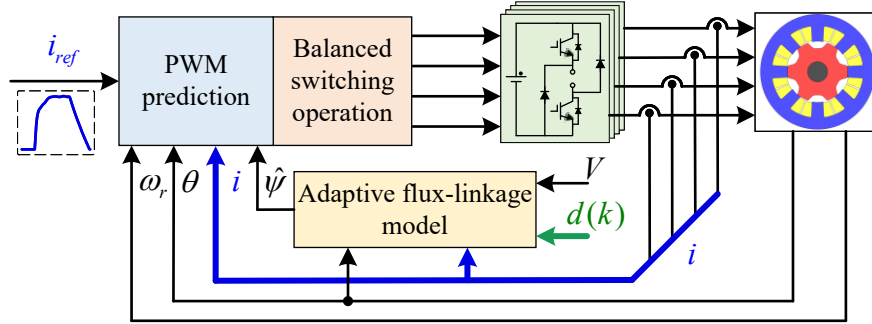 i_ref
PWM
prediction
Balanced
switching
operation
ω_r
θ
i
ψ̂
Adaptive flux-linkage
model
V
d(k)
i